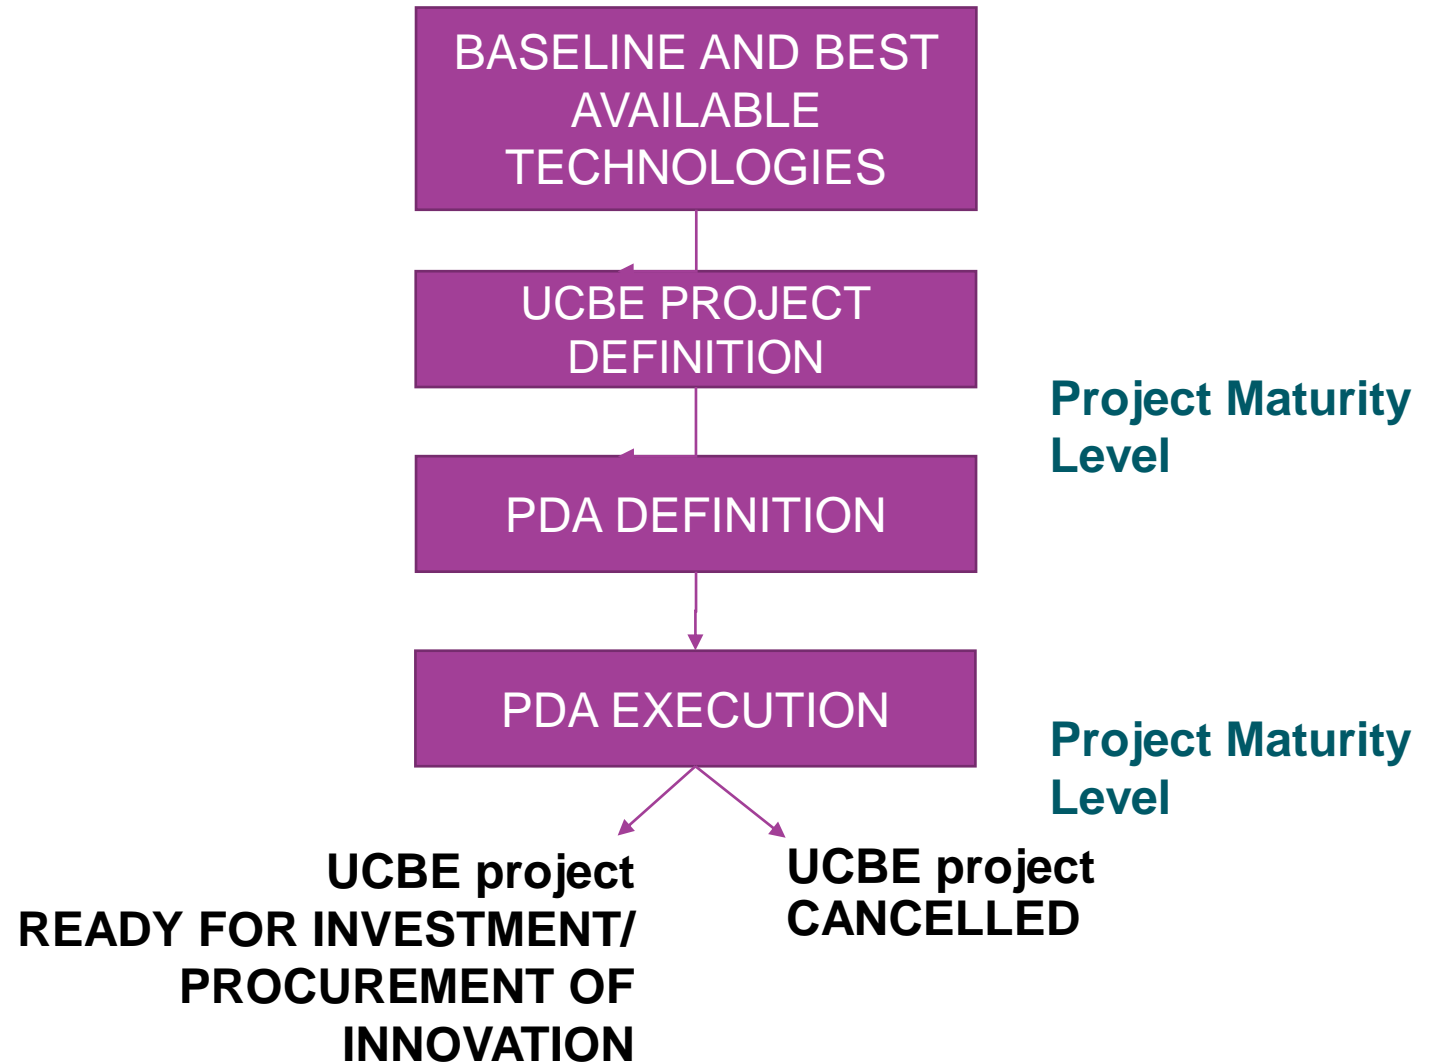 BASELINE AND BEST
AVAILABLE
TECHNOLOGIES
UCBE PROJECT
DEFINITION
Project Maturity
Level
PDA DEFINITION
PDA EXECUTION
Project Maturity
Level
UCBE project
READY FOR INVESTMENT/
PROCUREMENT OF
INNOVATION
UCBE project
CANCELLED